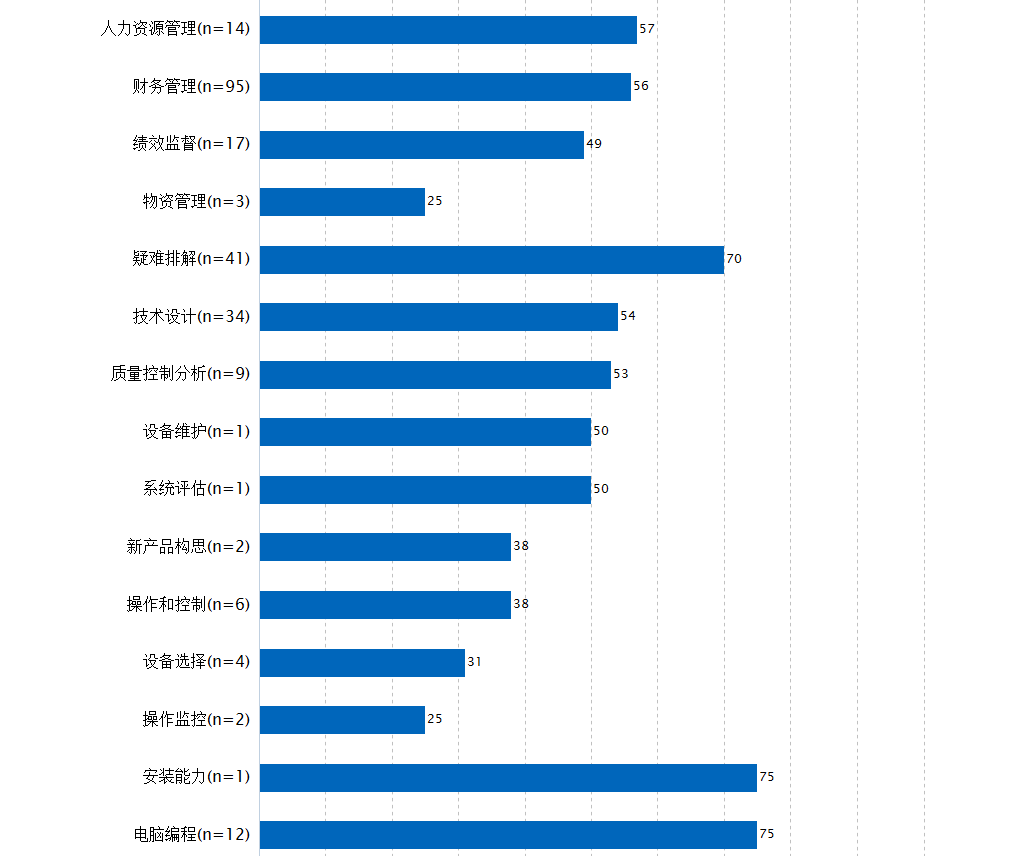 人力资源管理(n=14) 57
财务管理(n=95) 56
绩效监督(n=17) 49
物资管理(n=3) 25
疑难排解(n=41) 70
技术设计(n=34) 54
质量控制分析(n=9) 53
设备维护(n=1) 50
系统评估(n=1) 50
新产品构思(n=2) 38
操作和控制(n=6) 38
设备选择(n=4) 31
操作监控(n=2) 25
安装能力(n=1) 75
电脑编程(n=12) 75